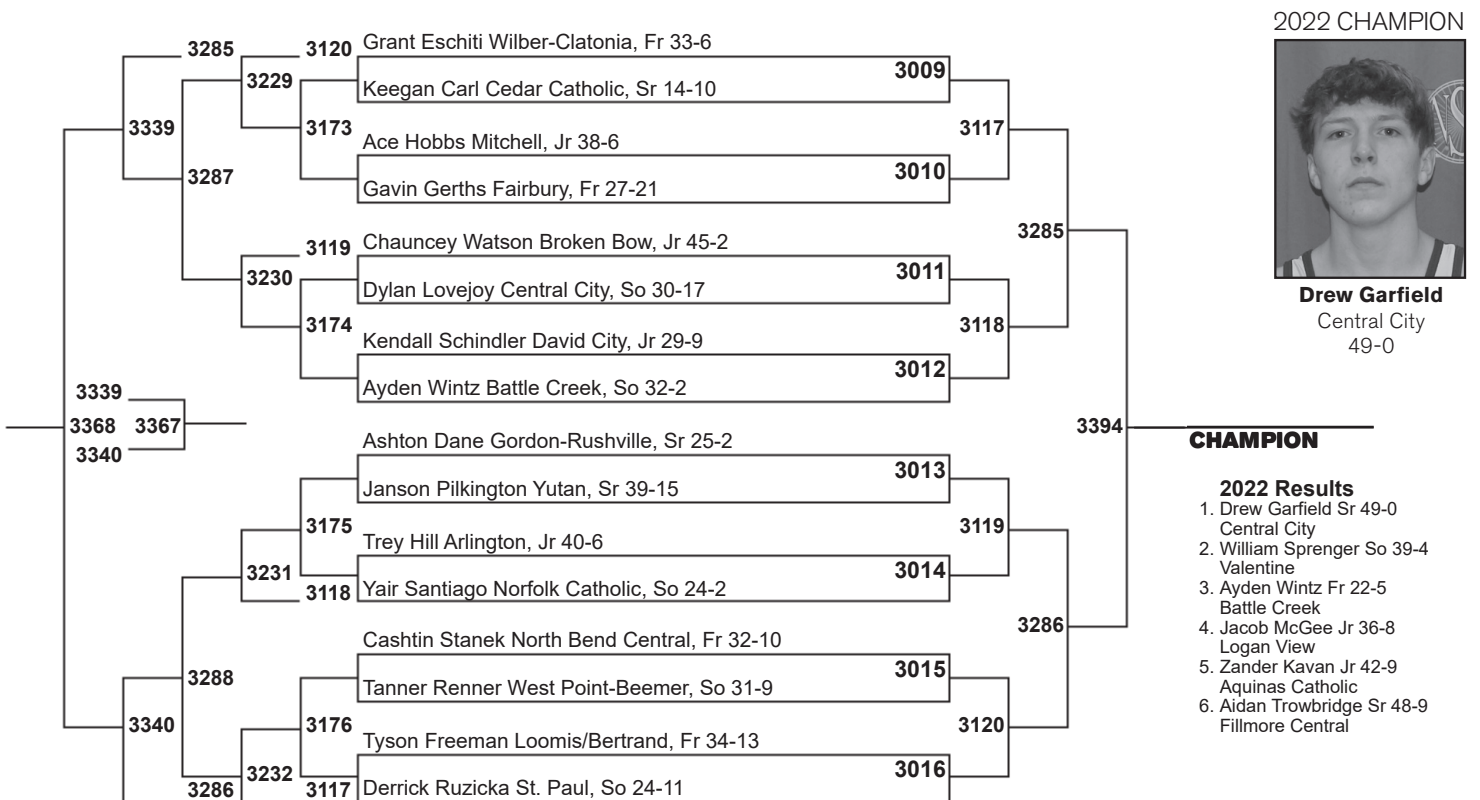 2022 CHAMPION
3285
3120
Grant Eschiti Wilber-Clatonia, Fr 33-6
3229
3009
Keegan Carl Cedar Catholic, Sr 14-10
3339
3173
3117
Ace Hobbs Mitchell, Jr 38-6
3287
3010
Gavin Gerths Fairbury, Fr 27-21
3285
3119
Chauncey Watson Broken Bow, Jr 45-2
3230
3011
Dylan Lovejoy Central City, So 30-17
Drew Garfield
Central City
49-0
3174
3118
Kendall Schindler David City, Jr 29-9
3012
Ayden Wintz Battle Creek, So 32-2
3339
3368
3367
3340
3394
CHAMPION
Ashton Dane Gordon-Rushville, Sr 25-2
3013
Janson Pilkington Yutan, Sr 39-15
3175
3119
Trey Hill Arlington, Jr 40-6
3231
3014
3118
Yair Santiago Norfolk Catholic, So 24-2
3286
Cashtin Stanek North Bend Central, Fr 32-10
3288
3015
Tanner Renner West Point-Beemer, So 31-9
3340
3176
3120
Tyson Freeman Loomis/Bertrand, Fr 34-13
3232
3016
3286
3117
Derrick Ruzicka St. Paul, So 24-11
2022 Results
1. Drew Garfield Sr 49-0
Central City
2. William Sprenger So 39-4
Valentine
3. Ayden Wintz Fr 22-5
Battle Creek
4. Jacob McGee Jr 36-8
Logan View
5. Zander Kavan Jr 42-9
Aquinas Catholic
6. Aidan Trowbridge Sr 48-9
Fillmore Central